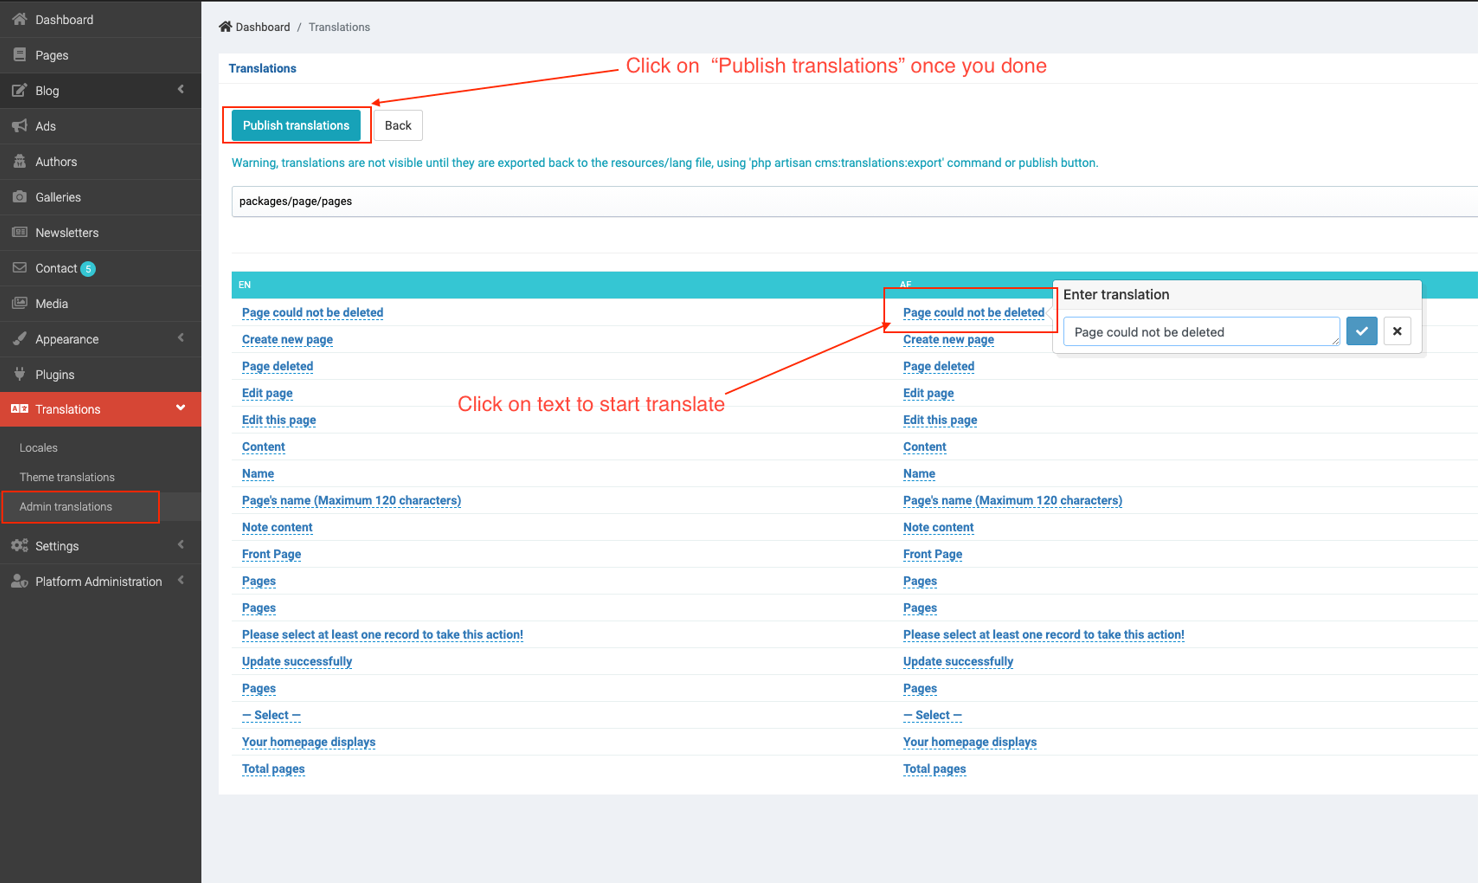 Dashboard
Pages
Blog
Ads
Authors
Galleries
Newsletters
Contact 5
Media
Appearance
Plugins
Translations
Locales
Theme translations
Admin translations
Settings
Platform Administration
Dashboard / Translations
Translations
Click on “Publish translations” once you done
Publish translations
Back
Warning, translations are not visible until they are exported back to the resources/lang file, using 'php artisan cms:translations:export' command or publish button.
packages/page/pages
EN
AF
Page could not be deleted
Page could not be deleted
Enter translation
Page could not be deleted
Create new page
Create new page
Page deleted
Page deleted
Edit page
Edit page
Click on text to start translate
Edit this page
Edit this page
Content
Content
Name
Name
Page's name (Maximum 120 characters)
Page's name (Maximum 120 characters)
Note content
Note content
Front Page
Front Page
Pages
Pages
Pages
Pages
Please select at least one record to take this action!
Please select at least one record to take this action!
Update successfully
Update successfully
Pages
Pages
— Select —
— Select —
Your homepage displays
Your homepage displays
Total pages
Total pages